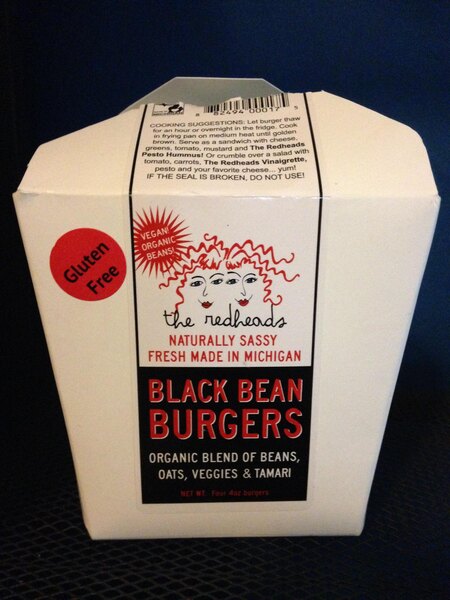 8 52494 00017 5
COOKING SUGGESTIONS: Let burger thaw
for an hour or overnight in the fridge. Cook
in frying pan on medium heat until golden
brown. Serve as a sandwich with cheese,
greens, tomato, mustard and The Redheads
Pesto Hummus! Or crumble over a salad with
tomato, carrots, The Redheads Vinaigrette,
pesto and your favorite cheese... yum!
IF THE SEAL IS BROKEN, DO NOT USE!
VEGAN!
ORGANIC
BEANS!
Gluten
Free
the redheads
NATURALLY SASSY
FRESH MADE IN MICHIGAN
BLACK BEAN
BURGERS
ORGANIC BLEND OF BEANS,
OATS, VEGGIES & TAMARI
NET WT. Four 4oz burgers